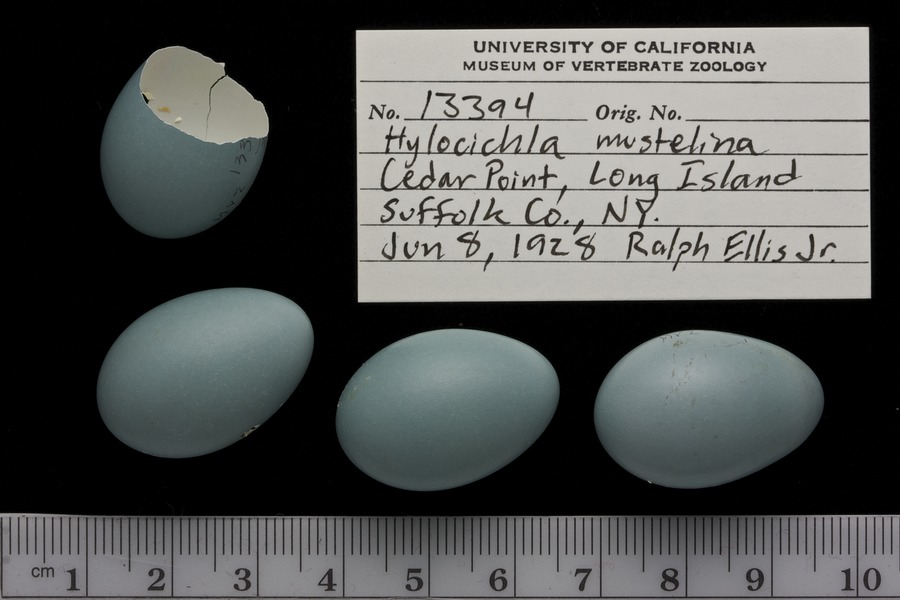 UNIVERSITY OF CALIFORNIA
MUSEUM OF VERTEBRATE ZOOLOGY
No. 13394 Orig. No.
Hylocichla mustelina
Cedar Point, Long Island
Suffolk Co., NY.
Jun 8, 1928 Ralph Ellis Jr.
cm 1 2 3 4 5 6 7 8 9 10